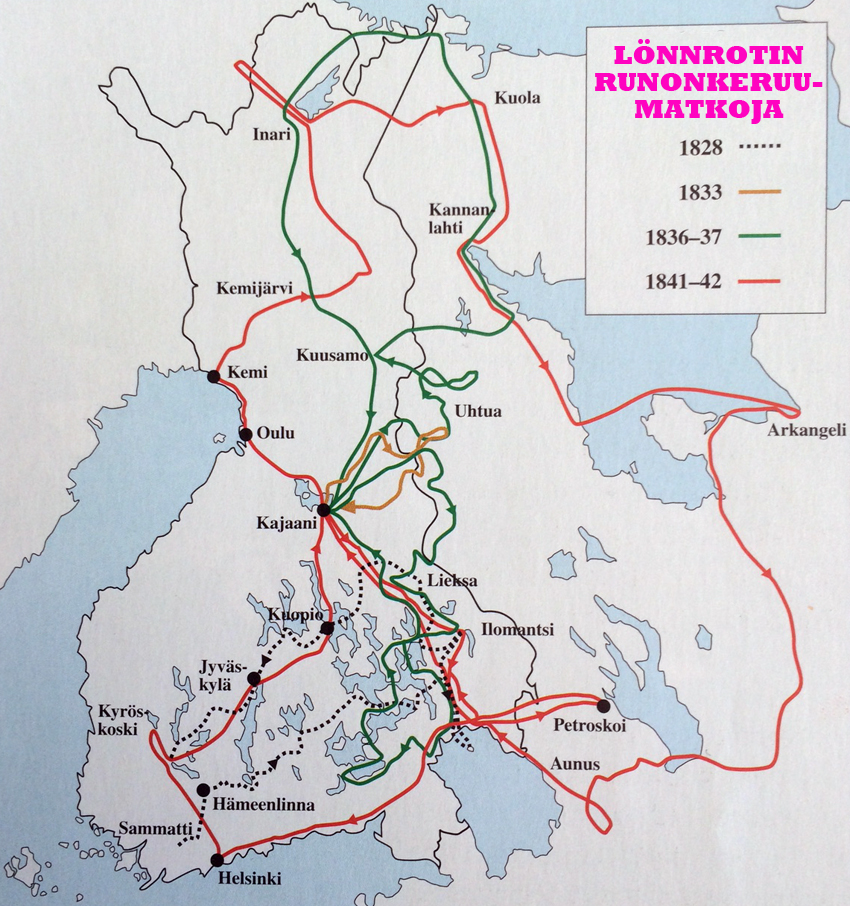 LÖNNROTIN
RUNONKERUU-
MATKOJA
1828
1833
1836–37
1841–42
Kuola
Inari
Kannan-
lahti
Kemijärvi
Kuusamo
Kemi
Uhtua
Oulu
Arkangeli
Kajaani
Lieksa
Kuopio
Ilomantsi
Jyväs-
kylä
Kyrös-
koski
Petroskoi
Aunus
Hämeenlinna
Sammatti
Helsinki